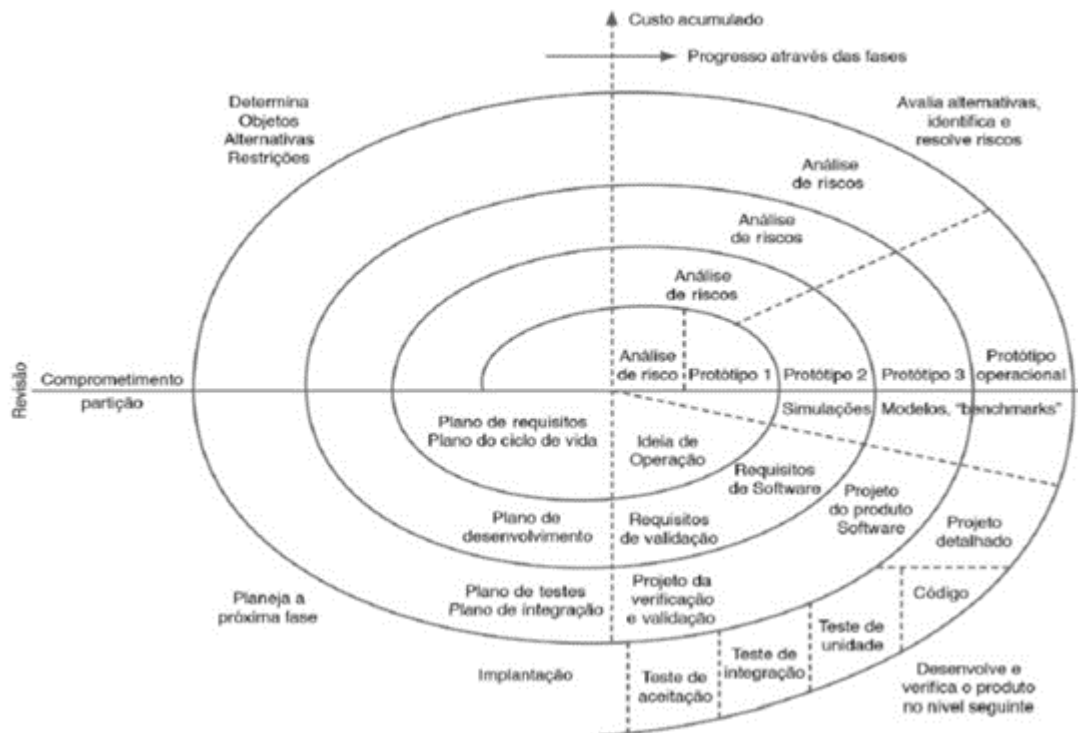 Custo acumulado
Progresso através das fases
Determina
Objetos
Alternativas
Restrições
Avalia alternativas,
identifica e
resolve riscos
Análise
de riscos
Análise
de riscos
Análise
de riscos
Análise
de risco
Protótipo 1
Protótipo 2
Protótipo 3
Protótipo
operacional
Revisão
Comprometimento
partição
Simulações
Modelos, "benchmarks"
Plano de requisitos
Plano do ciclo de vida
Ideia de
Operação
Requisitos
de Software
Projeto
do produto
Software
Projeto
detalhado
Plano de
desenvolvimento
Requisitos
de validação
Código
Planeja a
próxima fase
Plano de testes
Plano de integração
Projeto da
verificação
e validação
Teste de
unidade
Teste de
integração
Teste de
aceitação
Implantação
Desenvolve e
verifica o produto
no nível seguinte